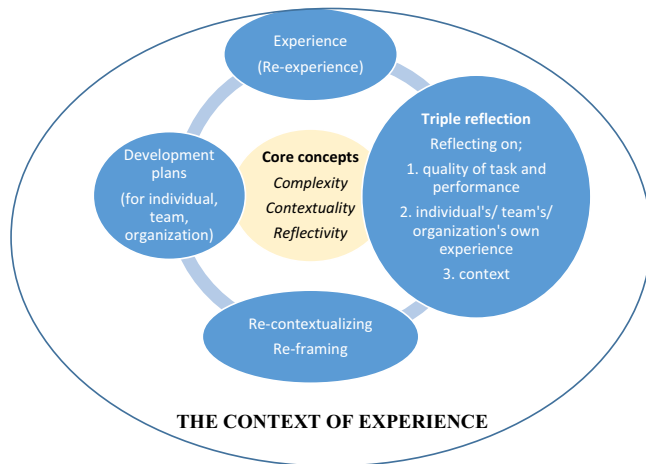 Experience
(Re-experience)
Triple reflection
Reflecting on;
1. quality of task and
performance
2. individual's/ team's/
organization's own
experience
3. context
Core concepts
Complexity
Contextuality
Reflectivity
Development
plans
(for individual,
team,
organization)
Re-contextualizing
Re-framing
THE CONTEXT OF EXPERIENCE